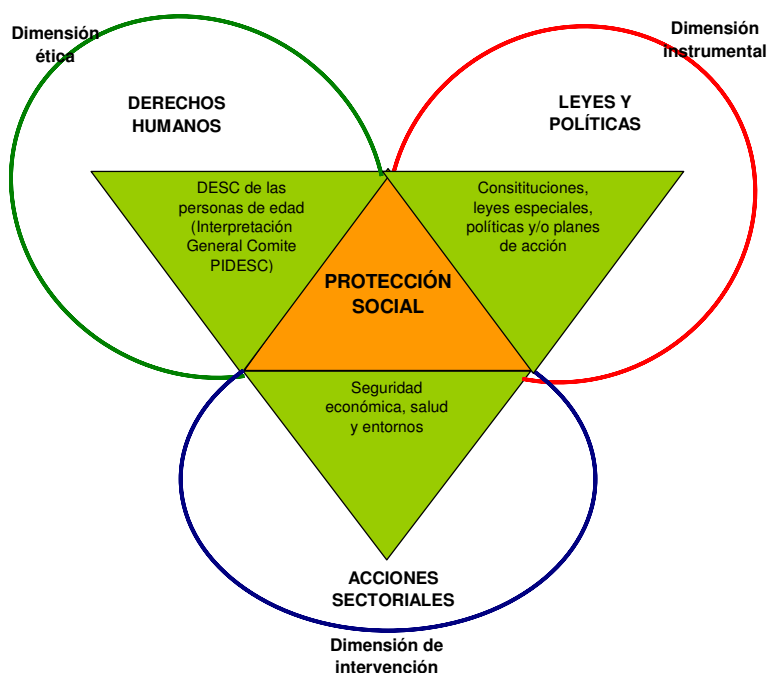 Dimensión
ética
Dimensión
instrumental
DERECHOS
HUMANOS
LEYES Y
POLÍTICAS
DESC de las
personas de edad
(Interpretación
General Comite
PIDESC)
Consitituciones,
leyes especiales,
políticas y/o planes
de acción
PROTECCIÓN
SOCIAL
Seguridad
económica, salud
y entornos
ACCIONES
SECTORIALES
Dimensión de
intervención